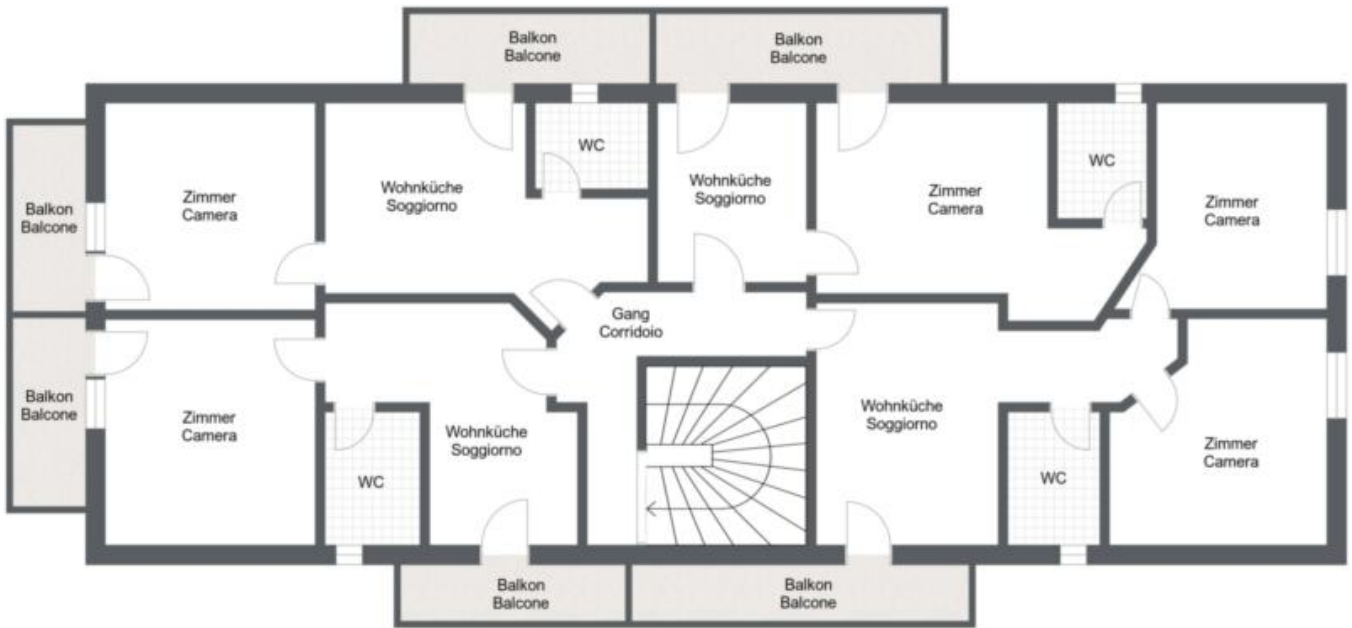 Balkon
Balcone
Balkon
Balcone
WC
WC
Wohnküche
Soggiorno
Wohnküche
Soggiorno
Zimmer
Camera
Zimmer
Camera
Zimmer
Camera
Balkon
Balcone
Gang
Corridoio
Balkon
Balcone
Zimmer
Camera
Wohnküche
Soggiorno
Wohnküche
Soggiorno
Zimmer
Camera
WC
WC
Balkon
Balcone
Balkon
Balcone